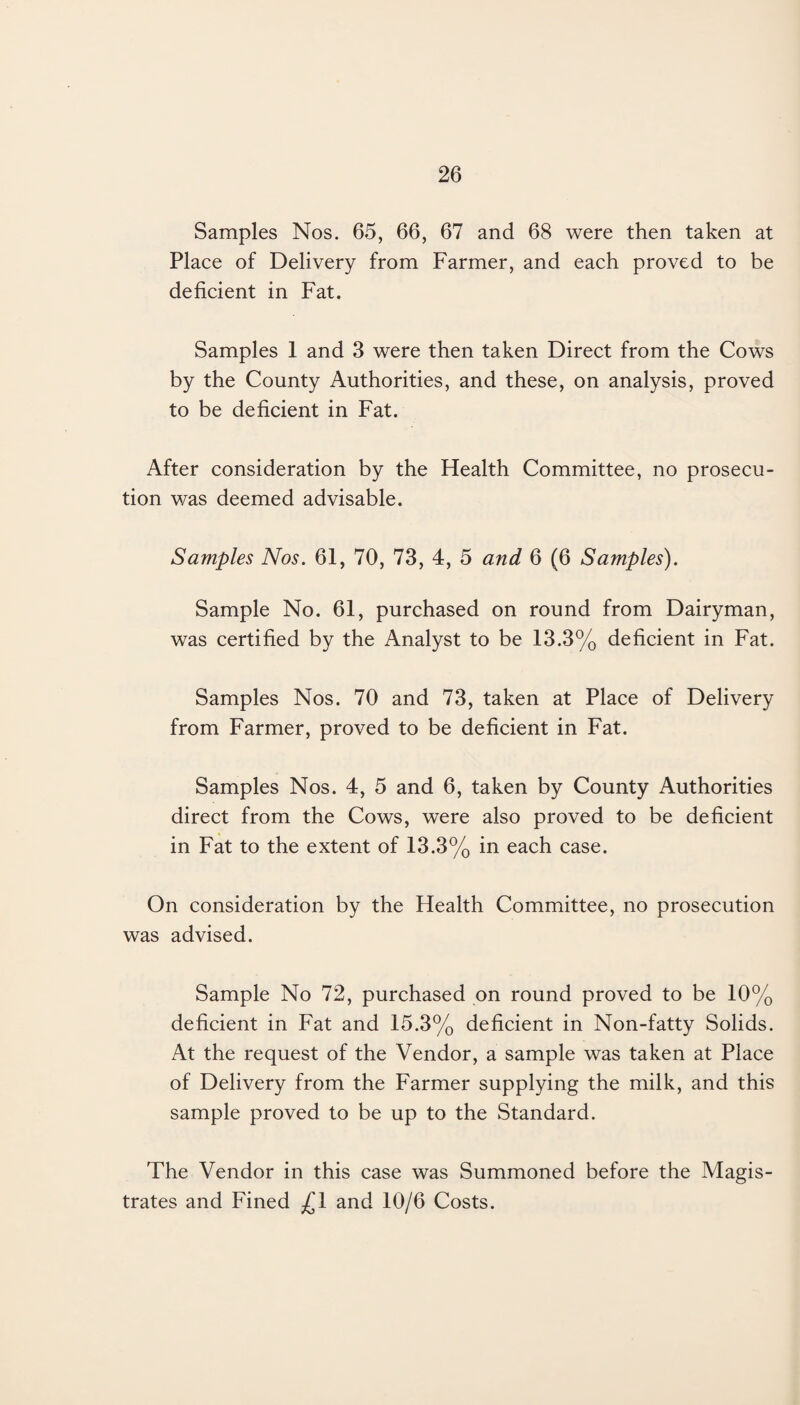 26
Samples Nos. 65, 66, 67 and 68 were then taken at
Place of Delivery from Farmer, and each proved to be
deficient in Fat.
Samples 1 and 3 were then taken Direct from the Cows
by the County Authorities, and these, on analysis, proved
to be deficient in Fat.
After consideration by the Health Committee, no prosecu-
tion was deemed advisable.
Samples Nos. 61, 70, 73, 4, 5 and 6 (6 Samples).
Sample No. 61, purchased on round from Dairyman,
was certified by the Analyst to be 13.3% deficient in Fat.
Samples Nos. 70 and 73, taken at Place of Delivery
from Farmer, proved to be deficient in Fat.
Samples Nos. 4, 5 and 6, taken by County Authorities
direct from the Cows, were also proved to be deficient
in Fat to the extent of 13.3% in each case.
On consideration by the Health Committee, no prosecution
was advised.
Sample No 72, purchased on round proved to be 10%
deficient in Fat and 15.3% deficient in Non-fatty Solids.
At the request of the Vendor, a sample was taken at Place
of Delivery from the Farmer supplying the milk, and this
sample proved to be up to the Standard.
The Vendor in this case was Summoned before the Magis-
trates and Fined £1 and 10/6 Costs.